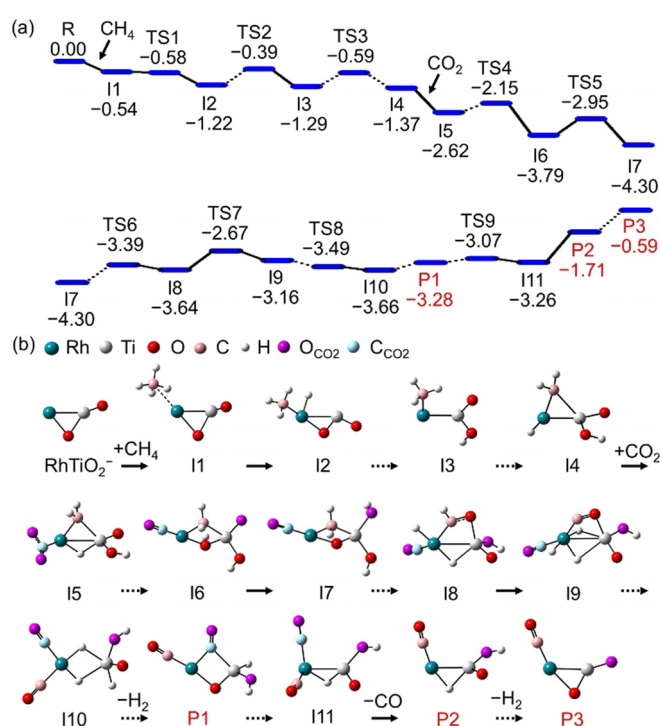 (a)
R
0.00
CH4
I1
−0.54
TS1
−0.58
I2
−1.22
TS2
−0.39
I3
−1.29
TS3
−0.59
I4
−1.37
CO2
I5
−2.62
TS4
−2.15
I6
−3.79
TS5
−2.95
I7
−4.30
I7
−4.30
TS6
−3.39
I8
−3.64
TS7
−2.67
I9
−3.16
TS8
−3.49
I10
−3.66
P1
−3.28
TS9
−3.07
I11
−3.26
P2
−1.71
P3
−0.59
(b) Rh Ti O C H OCO2 CCO2
RhTiO2− +CH4 I1 I2 I3 I4 +CO2
I5 I6 I7 I8 I9
I10 −H2 P1 I11 −CO P2 −H2 P3